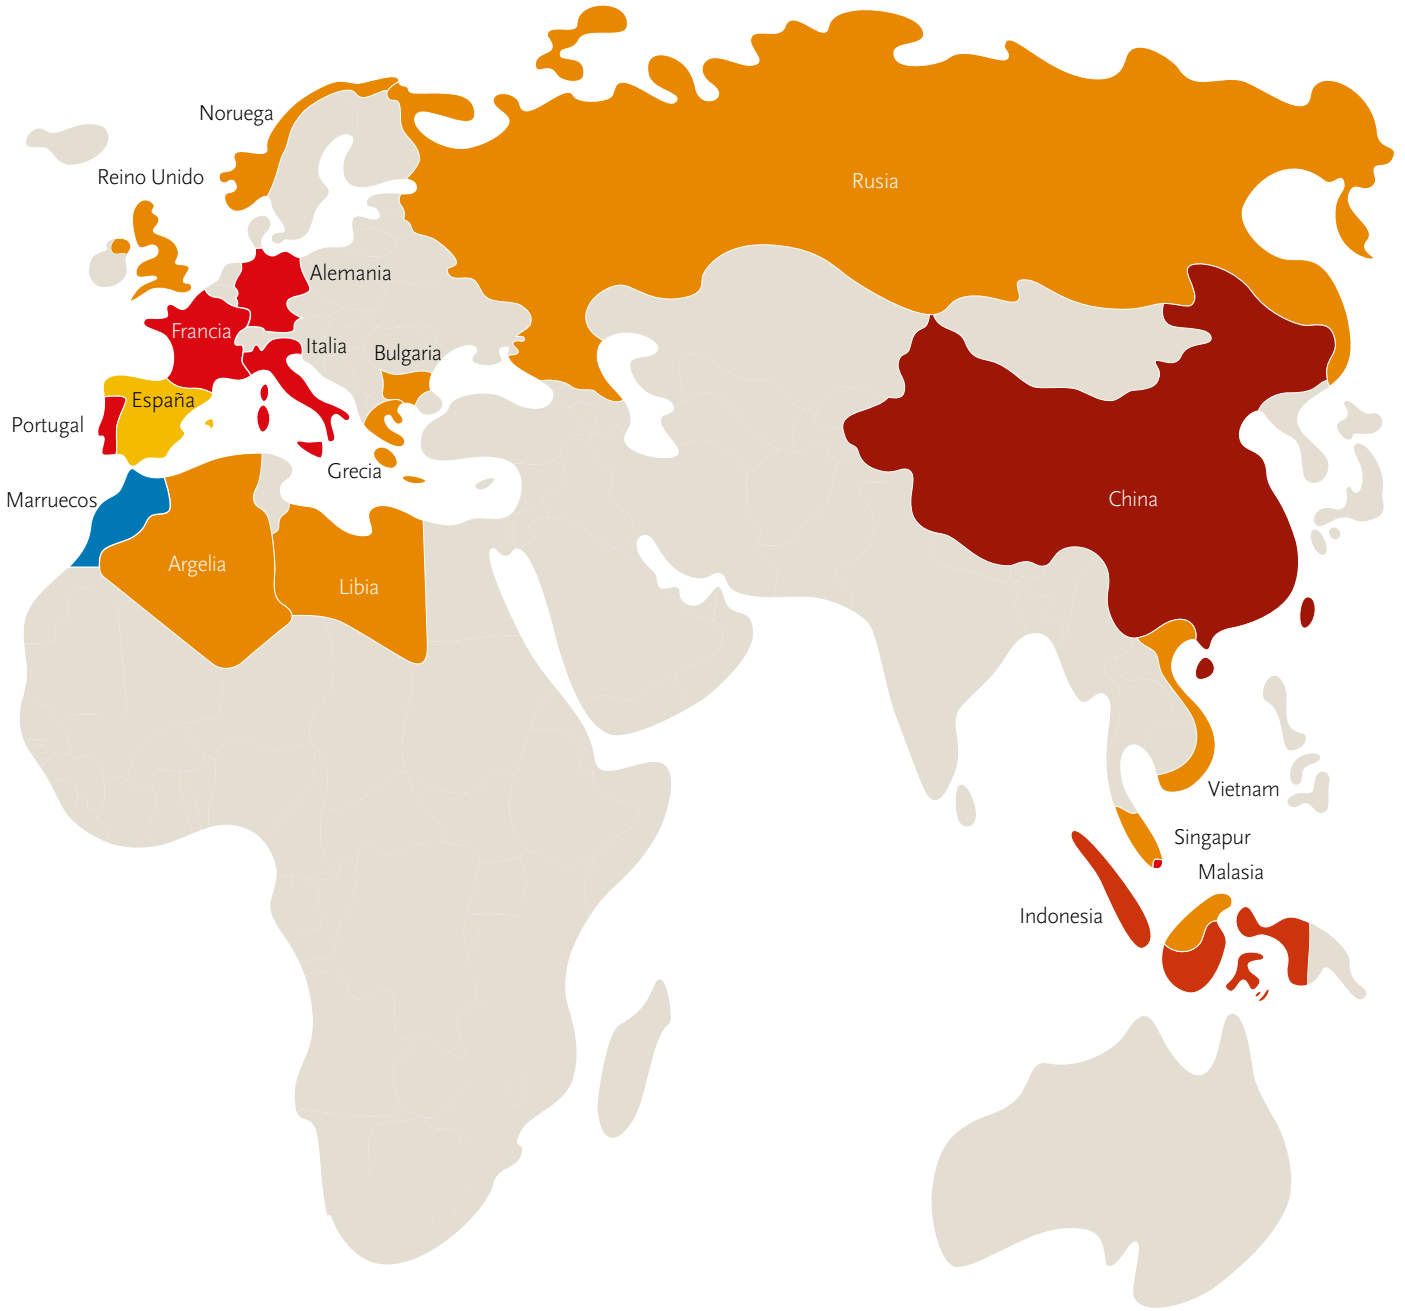 Noruega
Reino Unido
Rusia
Alemania
Francia
Italia
Bulgaria
España
Portugal
Grecia
Marruecos
China
Argelia
Libia
Vietnam
Singapur
Malasia
Indonesia